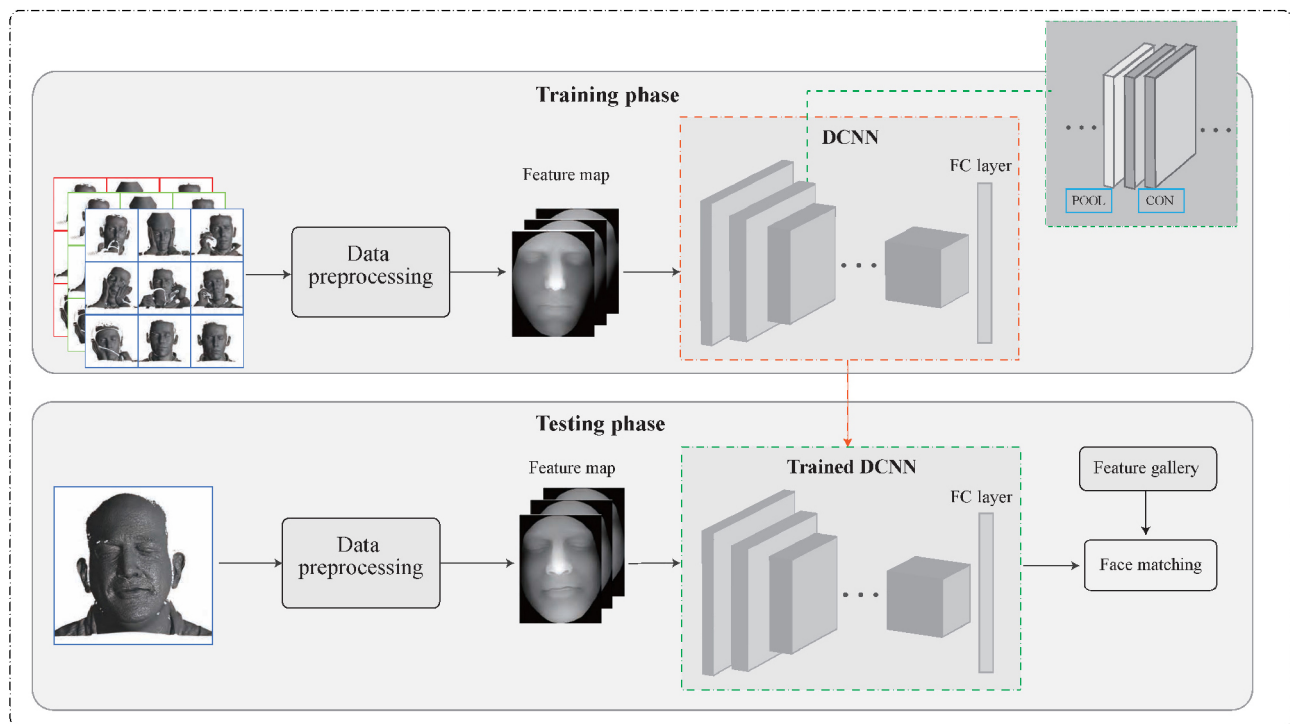 Training phase
DCNN
FC layer
Feature map
Data
preprocessing
POOL
CON
Testing phase
Feature map
Trained DCNN
FC layer
Data
preprocessing
Feature gallery
Face matching